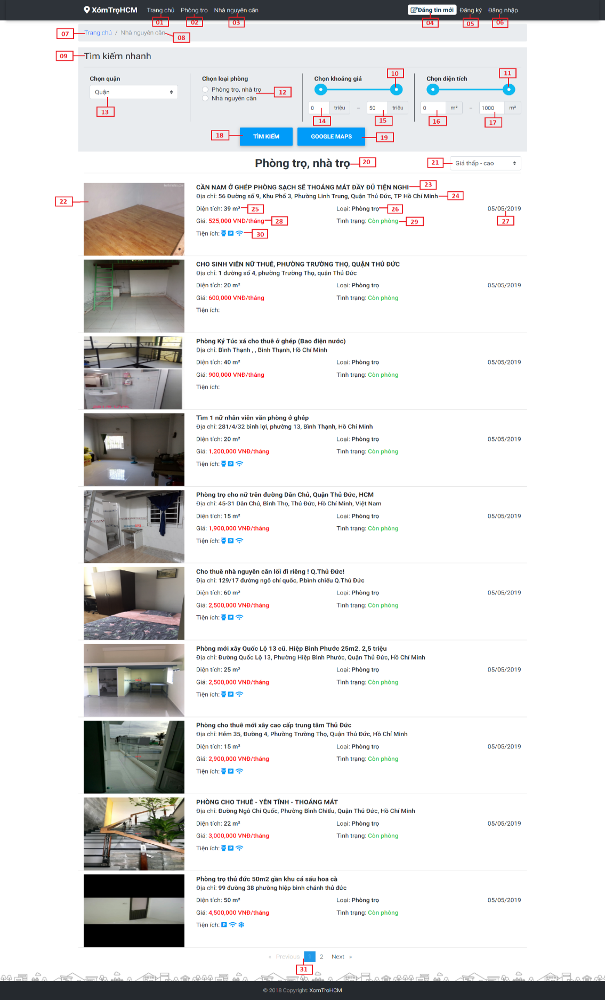 XómTrọHCM Trang chủ Phòng trọ Nhà nguyên căn Đăng tin mới Đăng ký Đăng nhập
01 02 03 04 05 06
07 Trang chủ / Nhà nguyên căn 08
09 Tìm kiếm nhanh
10 11
Chọn quận Chọn loại phòng Chọn khoảng giá Chọn diện tích
Quận Phòng trọ, nhà trọ 12
Nhà nguyên căn
13 0 triệu – 50 triệu 0 m² – 1000 m²
14 15 16 17
18 TÌM KIẾM GOOGLE MAPS 19
Phòng trọ, nhà trọ 20 21 Giá thấp - cao
22
CẦN NAM Ở GHÉP PHÒNG SẠCH SẼ THOÁNG MÁT ĐẦY ĐỦ TIỆN NGHI 23
Địa chỉ: 56 Đường số 9, Khu Phố 3, Phường Linh Trung, Quận Thủ Đức, TP Hồ Chí Minh 24
Diện tích: 39 m² 25 Loại: Phòng trọ 26 05/05/2019
27
Giá: 525,000 VNĐ/tháng 28 Tình trạng: Còn phòng 29
Tiện ích: 30
CHO SINH VIÊN NỮ THUÊ, PHƯỜNG TRƯỜNG THỌ, QUẬN THỦ ĐỨC
Địa chỉ: 1 đường số 4, phường Trường Thọ, quận Thủ Đức
Diện tích: 20 m² Loại: Phòng trọ 05/05/2019
Giá: 600,000 VNĐ/tháng Tình trạng: Còn phòng
Tiện ích:
Phòng Ký Túc xá cho thuê ở ghép (Bao điện nước)
Địa chỉ: Bình Thạnh , , Bình Thạnh, Hồ Chí Minh
Diện tích: 40 m² Loại: Phòng trọ 05/05/2019
Giá: 900,000 VNĐ/tháng Tình trạng: Còn phòng
Tiện ích:
Tìm 1 nữ nhân viên văn phòng ở ghép
Địa chỉ: 281/4/32 bình lợi, phường 13, Bình Thạnh, Hồ Chí Minh
Diện tích: 20 m² Loại: Phòng trọ 05/05/2019
Giá: 1,200,000 VNĐ/tháng Tình trạng: Còn phòng
Tiện ích:
Phòng trọ cho nữ trên đường Dân Chủ, Quận Thủ Đức, HCM
Địa chỉ: 45-31 Dân Chủ, Bình Thọ, Thủ Đức, Hồ Chí Minh, Việt Nam
Diện tích: 15 m² Loại: Phòng trọ 05/05/2019
Giá: 1,900,000 VNĐ/tháng Tình trạng: Còn phòng
Tiện ích:
Cho thuê nhà nguyên căn lối đi riêng ! Q.Thủ Đức!
Địa chỉ: 129/17 đường ngô chí quốc, P.bình chiểu Q.Thủ Đức
Diện tích: 60 m² Loại: Phòng trọ 05/05/2019
Giá: 2,500,000 VNĐ/tháng Tình trạng: Còn phòng
Tiện ích:
Phòng mới xây Quốc Lộ 13 cũ. Hiệp Bình Phước 25m2. 2,5 triệu
Địa chỉ: Đường Quốc Lộ 13, Phường Hiệp Bình Phước, Quận Thủ Đức, Hồ Chí Minh
Diện tích: 25 m² Loại: Phòng trọ 05/05/2019
Giá: 2,500,000 VNĐ/tháng Tình trạng: Còn phòng
Tiện ích:
Phòng cho thuê mới xây cao cấp trung tâm Thủ Đức
Địa chỉ: Hẻm 35, Đường 4, Phường Trường Thọ, Quận Thủ Đức, Hồ Chí Minh
Diện tích: 15 m² Loại: Phòng trọ 05/05/2019
Giá: 2,900,000 VNĐ/tháng Tình trạng: Còn phòng
Tiện ích:
PHÒNG CHO THUÊ - YÊN TĨNH - THOÁNG MÁT
Địa chỉ: Đường Ngô Chí Quốc, Phường Bình Chiểu, Quận Thủ Đức, Hồ Chí Minh
Diện tích: 22 m² Loại: Phòng trọ 05/05/2019
Giá: 3,000,000 VNĐ/tháng Tình trạng: Còn phòng
Tiện ích:
Phòng trọ thủ đức 50m2 gần khu cá sấu hoa cà
Địa chỉ: 99 đường 38 phường hiệp bình chánh thủ đức
Diện tích: 50 m² Loại: Phòng trọ 05/05/2019
Giá: 4,500,000 VNĐ/tháng Tình trạng: Còn phòng
Tiện ích:
« Previous 1 2 Next »
31
© 2018 Copyright: XomTroHCM